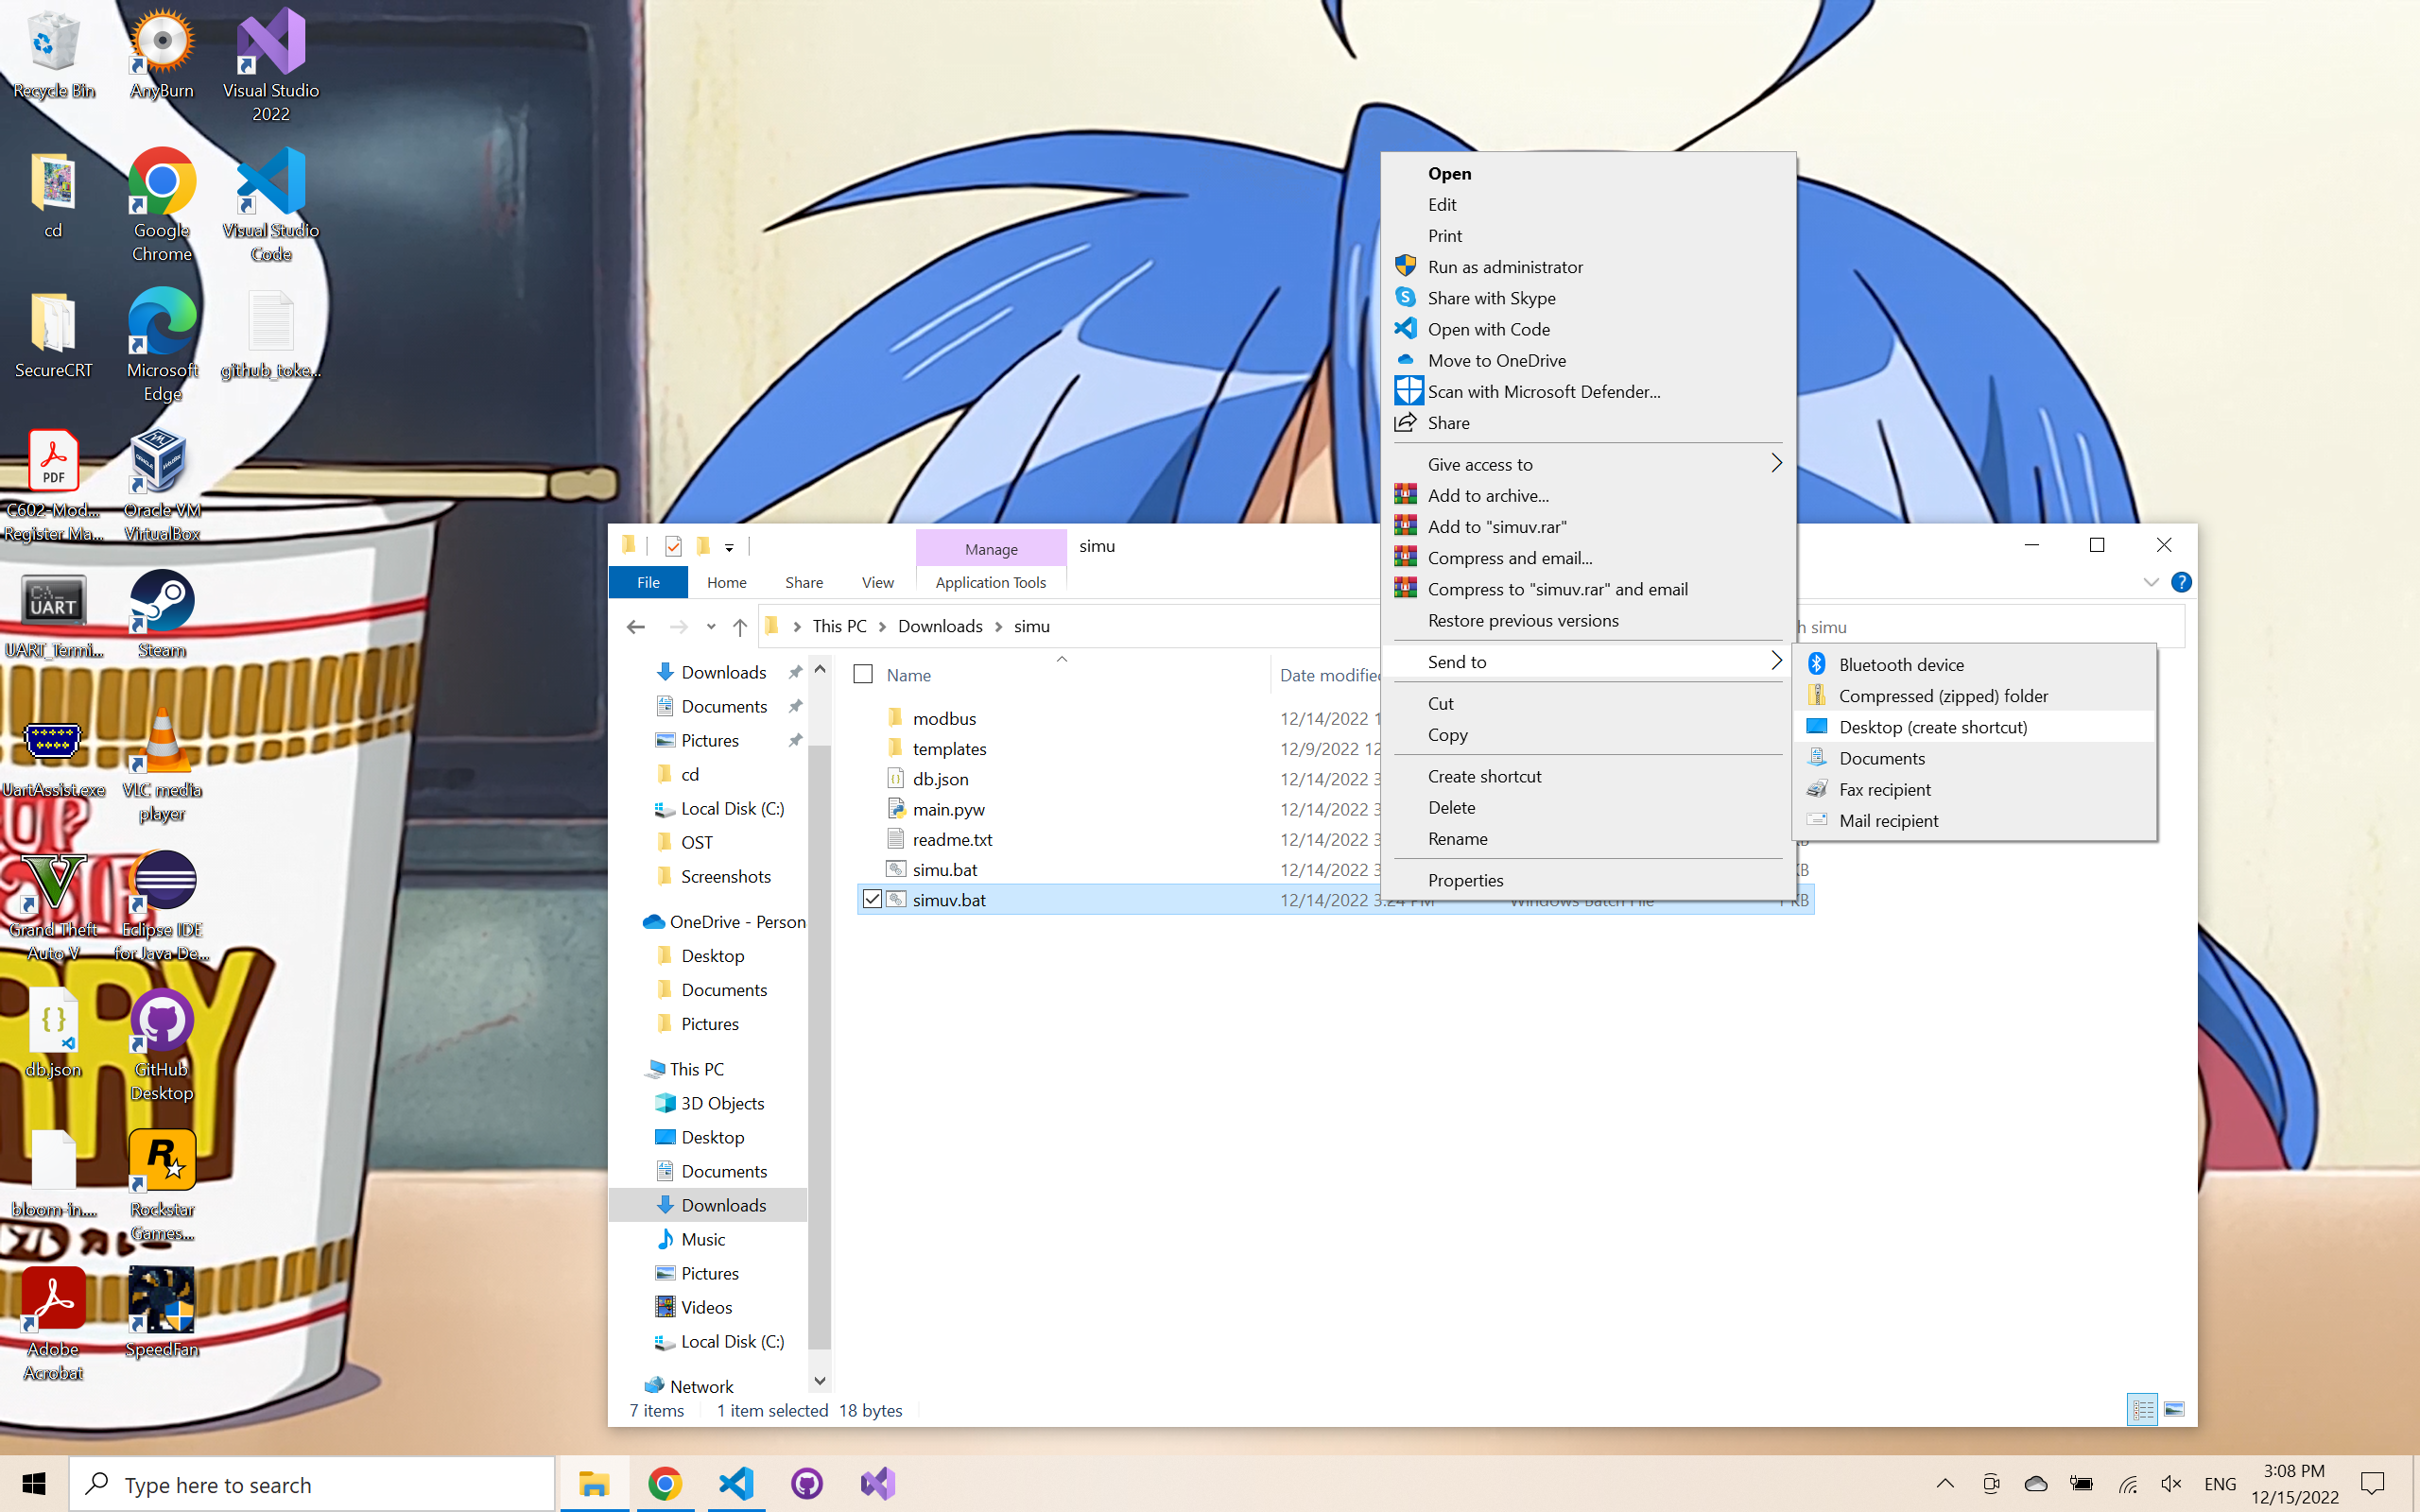 Recycle Bin
AnyBurn
Visual Studio
2022
cd
Google
Chrome
Visual Studio
Code
SecureCRT
Microsoft
Edge
github_toke...
PDF
C602-Mod...
Register Ma...
Oracle VM
VirtualBox
C:\_
UART
UART_Termi...
Steam
UartAssist.exe
VLC media
player
Grand Theft
Auto V
Eclipse IDE
for Java De...
db.json
GitHub
Desktop
bloom-in....
Rockstar
Games...
Adobe
Acrobat
SpeedFan
カレー
Manage
simu
File
Home
Share
View
Application Tools
This PC
Downloads
simu
h simu
Downloads
Documents
Pictures
cd
Local Disk (C:)
OST
Screenshots
OneDrive - Person
Desktop
Documents
Pictures
This PC
3D Objects
Desktop
Documents
Downloads
Music
Pictures
Videos
Local Disk (C:)
Network
Name
Date modified
modbus
12/14/2022 1
templates
12/9/2022 12
db.json
12/14/2022 3
main.pyw
12/14/2022 3
readme.txt
12/14/2022 3
simu.bat
12/14/2022 3
KB
simuv.bat
12/14/2022 3:24 PM
Windows Batch File
1 KB
7 items
1 item selected 18 bytes
Open
Edit
Print
Run as administrator
Share with Skype
Open with Code
Move to OneDrive
Scan with Microsoft Defender...
Share
Give access to
Add to archive...
Add to "simuv.rar"
Compress and email...
Compress to "simuv.rar" and email
Restore previous versions
Send to
Cut
Copy
Create shortcut
Delete
Rename
Properties
Bluetooth device
Compressed (zipped) folder
Desktop (create shortcut)
Documents
Fax recipient
Mail recipient
Type here to search
ENG
3:08 PM
12/15/2022